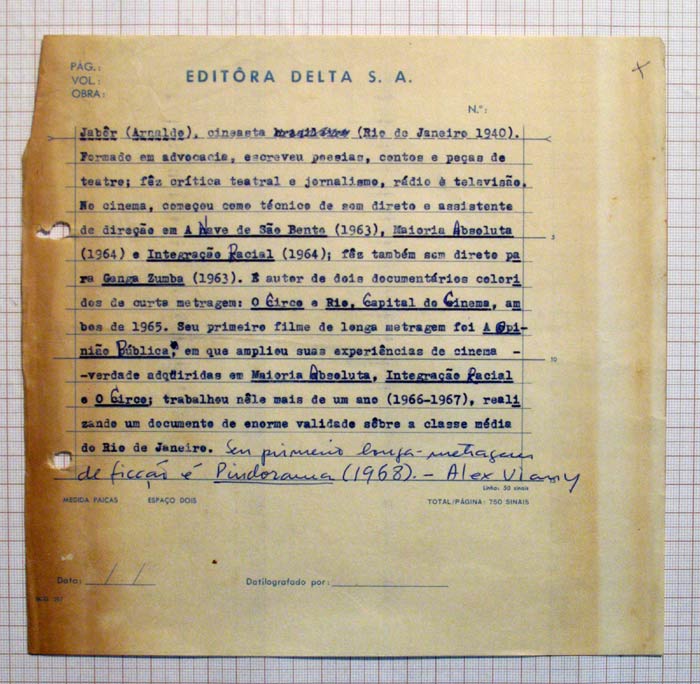 PÁG.:
VOL.:
OBRA:
EDITÔRA DELTA S. A.
N.º:
Jabôr (Arnaldo), cineasta brasileiro (Rio de Janeiro 1940).
Formado em advocacia, escreveu poesias, contos e peças de
teatro; fêz crítica teatral e jornalismo, rádio e televisão.
No cinema, começou como técnico de som direto e assistente
de direção em A Nave de São Bento (1963), Maioria Absoluta
5
(1964) e Integração Racial (1964); fêz também som direto pa
ra Ganga Zumba (1963). É autor de dois documentários colori
dos de curta metragem: O Circo e Rio, Capital do Cinema, am
bos de 1965. Seu primeiro filme de longa metragem foi A Opi-
nião Pública, em que ampliou suas experiências de cinema -
10
-verdade adqüiridas em Maioria Absoluta, Integração Racial
e O Circo; trabalhou nêle mais de um ano (1966-1967), reali
zando um documento de enorme validade sôbre a classe média
do Rio de Janeiro. Seu primeiro longa-metragem
de ficção é Pindorama (1968). - Alex Viany
Linha: 50 sinais
MEDIDA PAICAS ESPAÇO DOIS TOTAL/PÁGINA: 750 SINAIS
Data: / / Datilografado por: